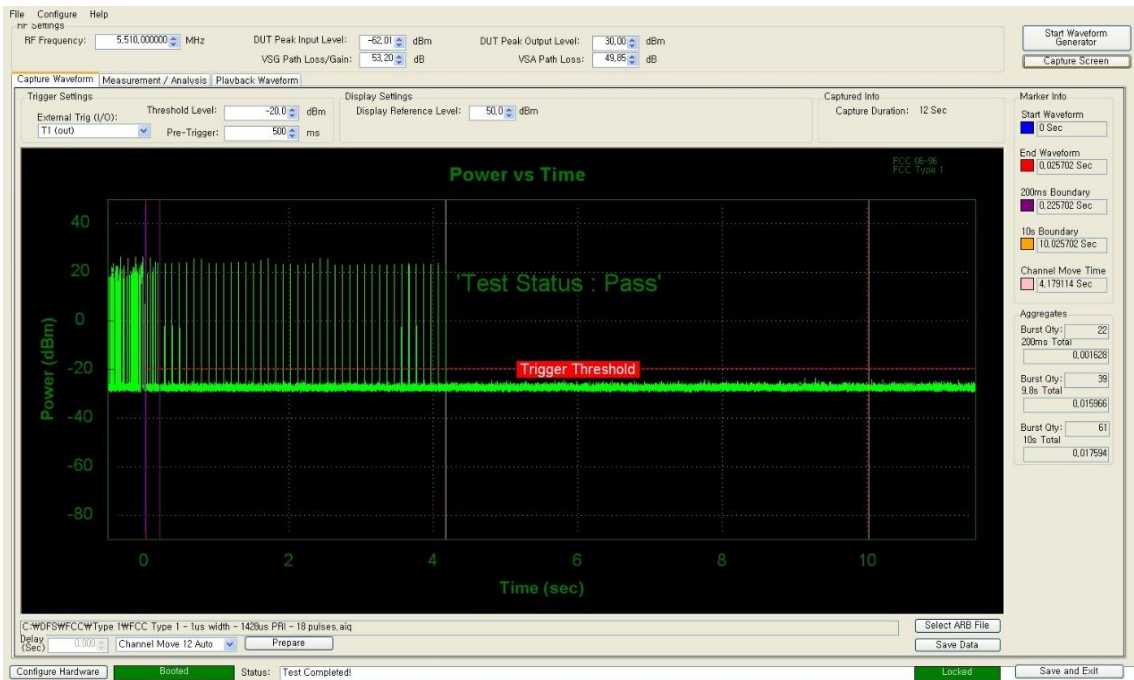 File Configure Help
RF Settings
RF Frequency: 5,510,000000 MHz
DUT Peak Input Level: -62,01 dBm
DUT Peak Output Level: 30,00 dBm
VSG Path Loss/Gain: 53,20 dB
VSA Path Loss: 49,85 dB
Start Waveform Generator
Capture Screen
Capture Waveform Measurement / Analysis Playback Waveform
Trigger Settings
External Trig (I/O):
T1 (out)
Threshold Level: -20,0 dBm
Pre-Trigger: 500 ms
Display Settings
Display Reference Level: 50,0 dBm
Captured Info
Capture Duration: 12 Sec
Marker Info
Start Waveform
0 Sec
End Waveform
0,025702 Sec
200ms Boundary
0,225702 Sec
10s Boundary
10,025702 Sec
Channel Move Time
4,179114 Sec
Aggregates
Burst Qty: 22
200ms Total
0,001628
Burst Qty: 39
9.8s Total
0,015966
Burst Qty: 61
10s Total
0,017594
Power vs Time
FCC 06-96
FCC Type 1
'Test Status : Pass'
Trigger Threshold
Power (dBm)
40
20
0
-20
-40
-60
-80
0 2 4 6 8 10
Time (sec)
C:₩DFS₩FCC₩Type 1₩FCC Type 1 - 1us width - 1428us PRI - 18 pulses.aiq
Select ARB File
Delay (Sec) 0.000
Channel Move 12 Auto
Prepare
Save Data
Configure Hardware
Booted
Status: Test Completed!
Locked
Save and Exit